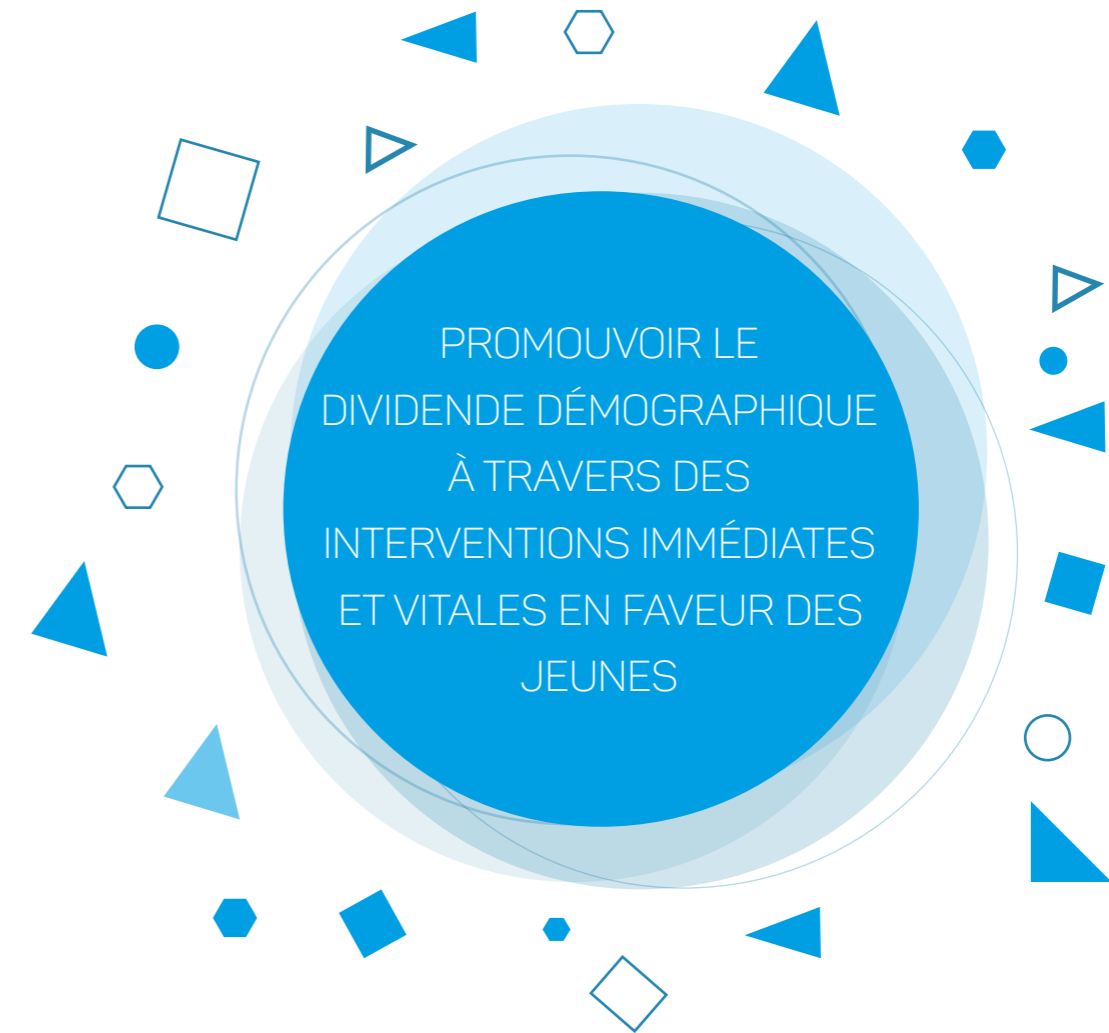 PROMOUVOIR LE
DIVIDENDE DÉMOGRAPHIQUE
À TRAVERS DES
INTERVENTIONS IMMÉDIATES
ET VITALES EN FAVEUR DES
JEUNES